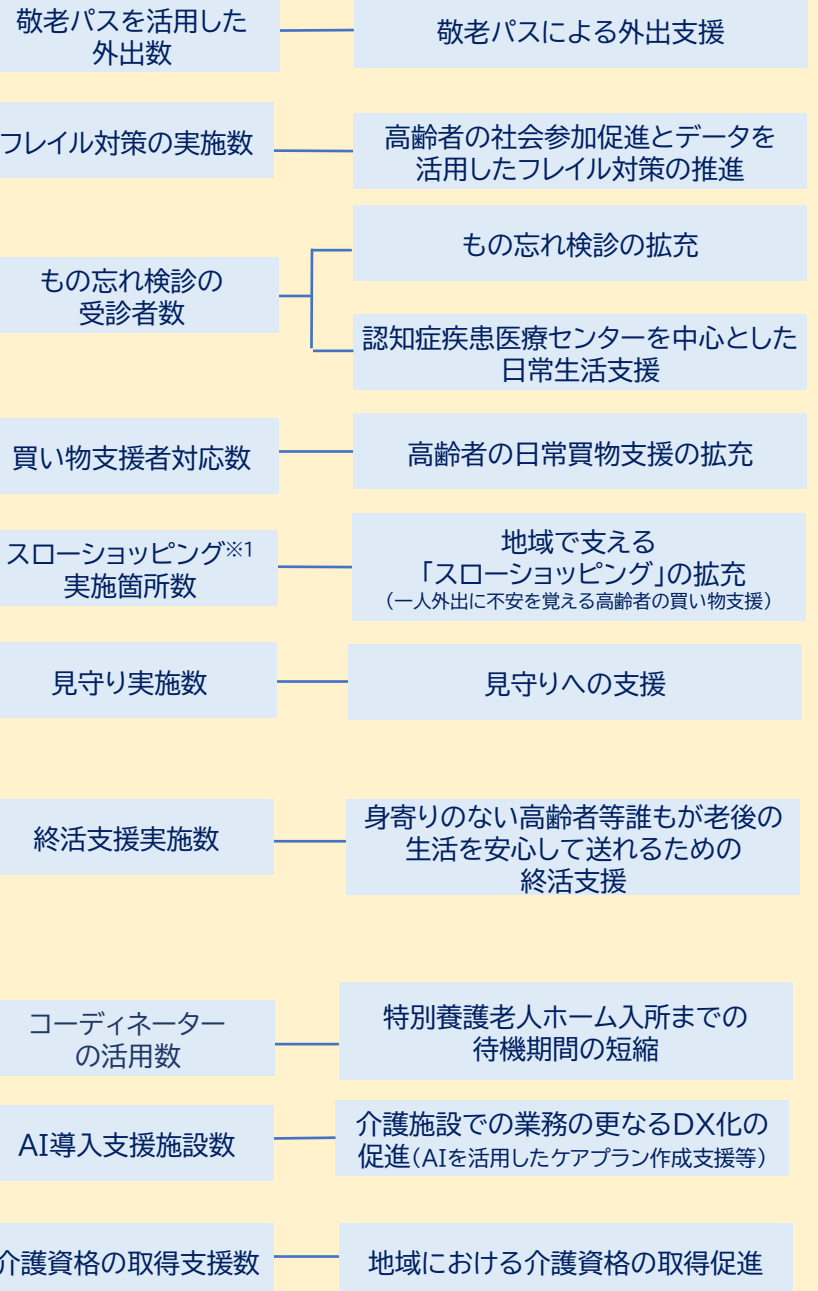 敬老パスを活用した
外出数
敬老パスによる外出支援
フレイル対策の実施数
高齢者の社会参加促進とデータを
活用したフレイル対策の推進
もの忘れ検診の
受診者数
もの忘れ検診の拡充
認知症疾患医療センターを中心とした
日常生活支援
買い物支援者対応数
高齢者の日常買物支援の拡充
スローショッピング※1
実施箇所数
地域で支える
「スローショッピング」の拡充
（一人外出に不安を覚える高齢者の買い物支援）
見守り実施数
見守りへの支援
終活支援実施数
身寄りのない高齢者等誰もが老後の
生活を安心して送れるための
終活支援
コーディネーター
の活用数
特別養護老人ホーム入所までの
待機期間の短縮
AI導入支援施設数
介護施設での業務の更なるDX化の
促進（AIを活用したケアプラン作成支援等）
介護資格の取得支援数
地域における介護資格の取得促進